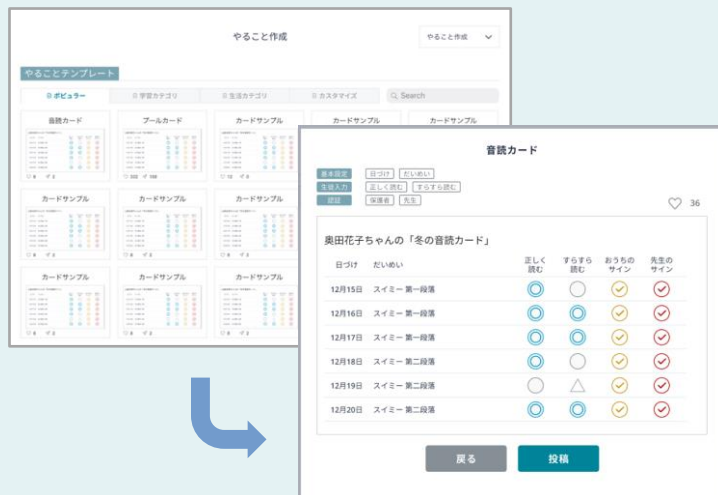 やること作成
やること作成
やることテンプレート
ポピュラー
学習カテゴリ
生活カテゴリ
カスタマイズ
Search
音読カード
プールカード
カードサンプル
カードサンプル
カードサンプル
カードサンプル
カードサンプル
カードサンプル
カードサンプル
カードサンプル
カードサンプル
音読カード
基本設定 日づけ だいめい
生徒入力 正しく読む すらすら読む
認証 保護者 先生
36
奥田花子ちゃんの「冬の音読カード」
日づけ だいめい 正しく読む すらすら読む おうちのサイン 先生のサイン
12月15日 スイミー 第一段落
12月16日 スイミー 第一段落
12月17日 スイミー 第一段落
12月18日 スイミー 第二段落
12月19日 スイミー 第二段落
12月20日 スイミー 第二段落
戻る
投稿